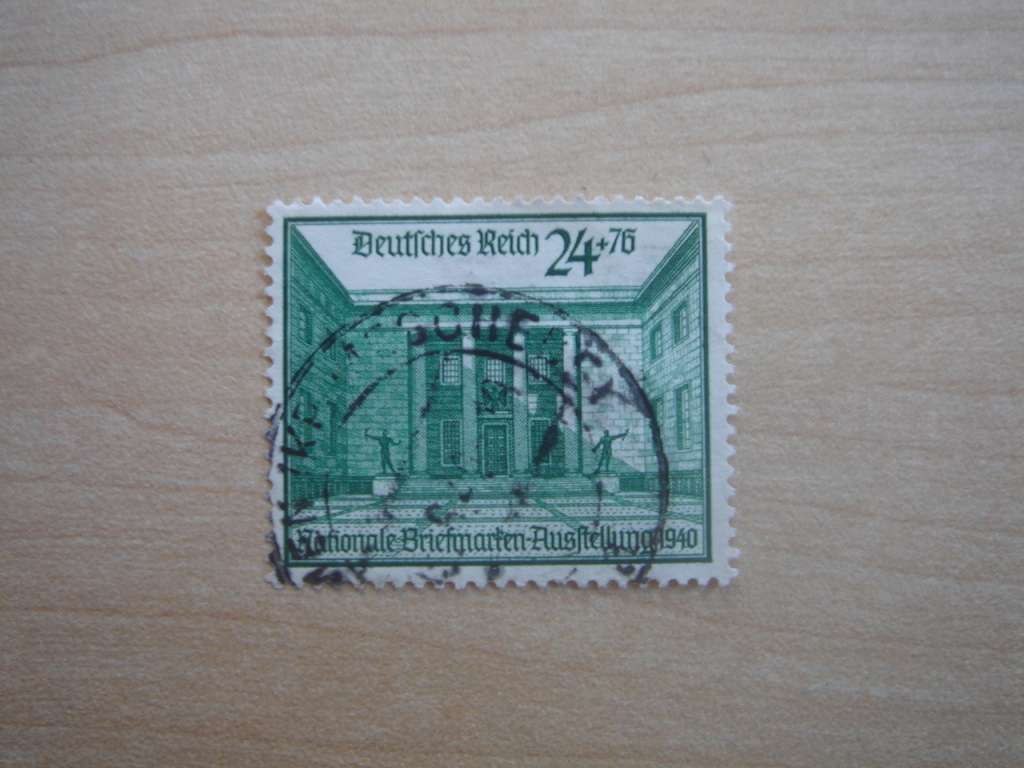 Deutsches Reich 24+76
Nationale Briefmarken-Ausstellung 1940